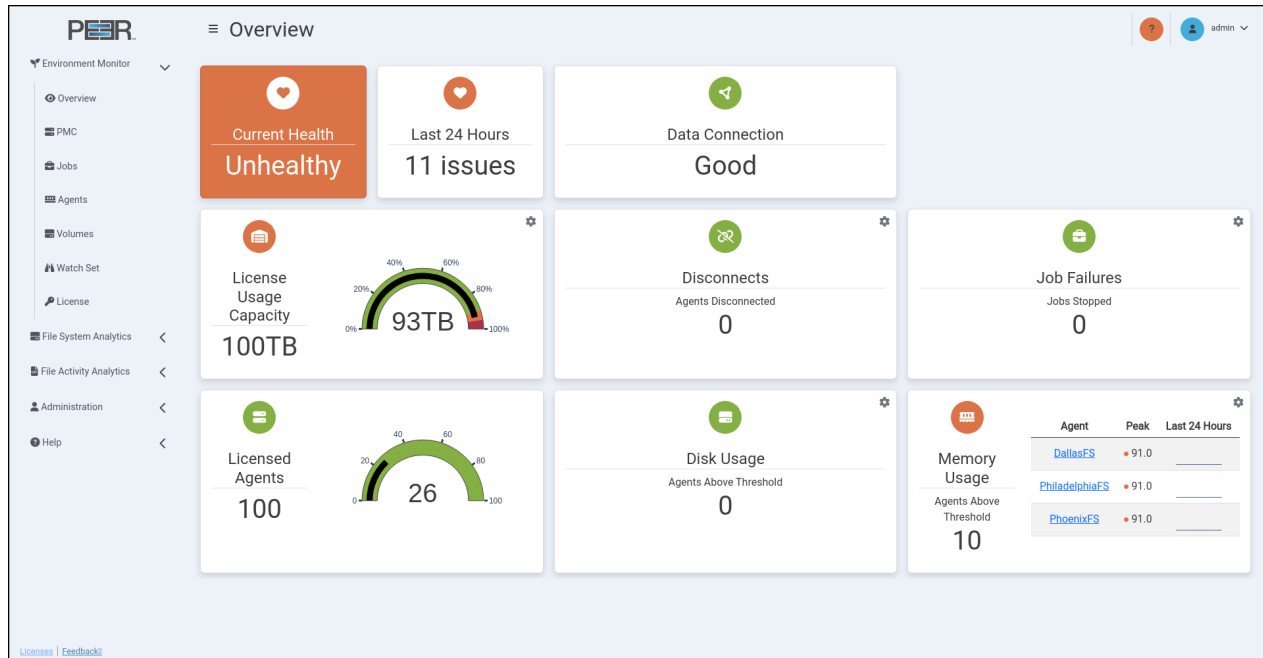 PEER
Overview
?
admin
Environment Monitor
Overview
PMC
Jobs
Agents
Volumes
Watch Set
License
File System Analytics
File Activity Analytics
Administration
Help
Current Health
Unhealthy
Last 24 Hours
11 issues
Data Connection
Good
License
Usage
Capacity
100TB
0%
20%
40%
60%
80%
100%
93TB
Disconnects
Agents Disconnected
0
Job Failures
Jobs Stopped
0
Licensed
Agents
100
0
20
40
60
80
100
26
Disk Usage
Agents Above Threshold
0
Memory
Usage
Agents Above
Threshold
10
Agent Peak Last 24 Hours
DallasFS 91.0
PhiladelphiaFS 91.0
PhoenixFS 91.0
Licenses | Feedback